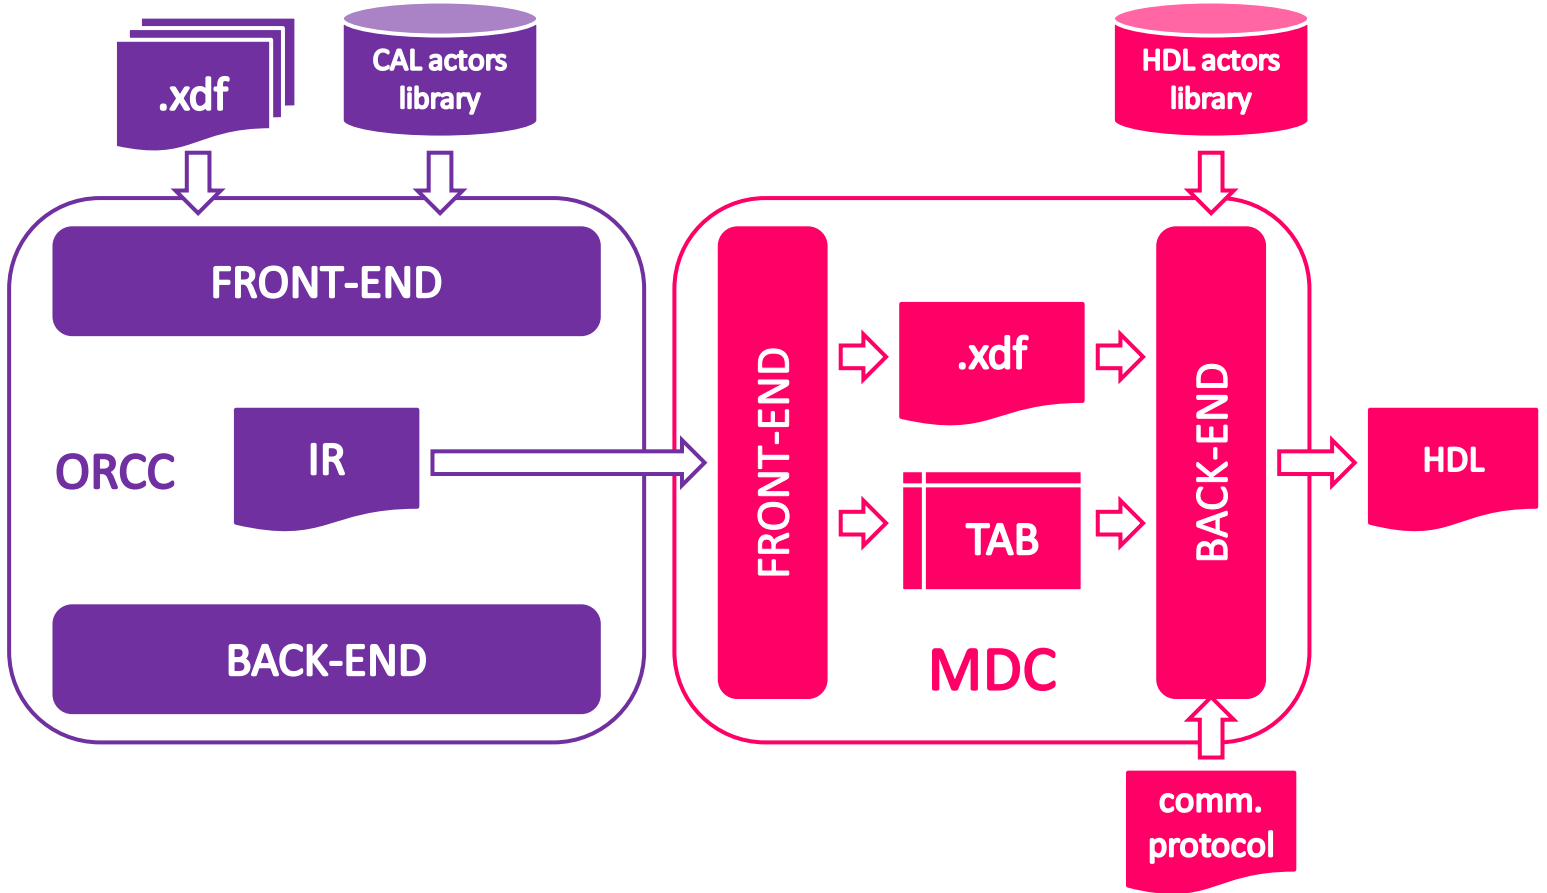 .xdf
CAL actors
library
HDL actors
library
FRONT-END
ORCC
IR
BACK-END
FRONT-END
.xdf
TAB
MDC
BACK-END
HDL
comm.
protocol